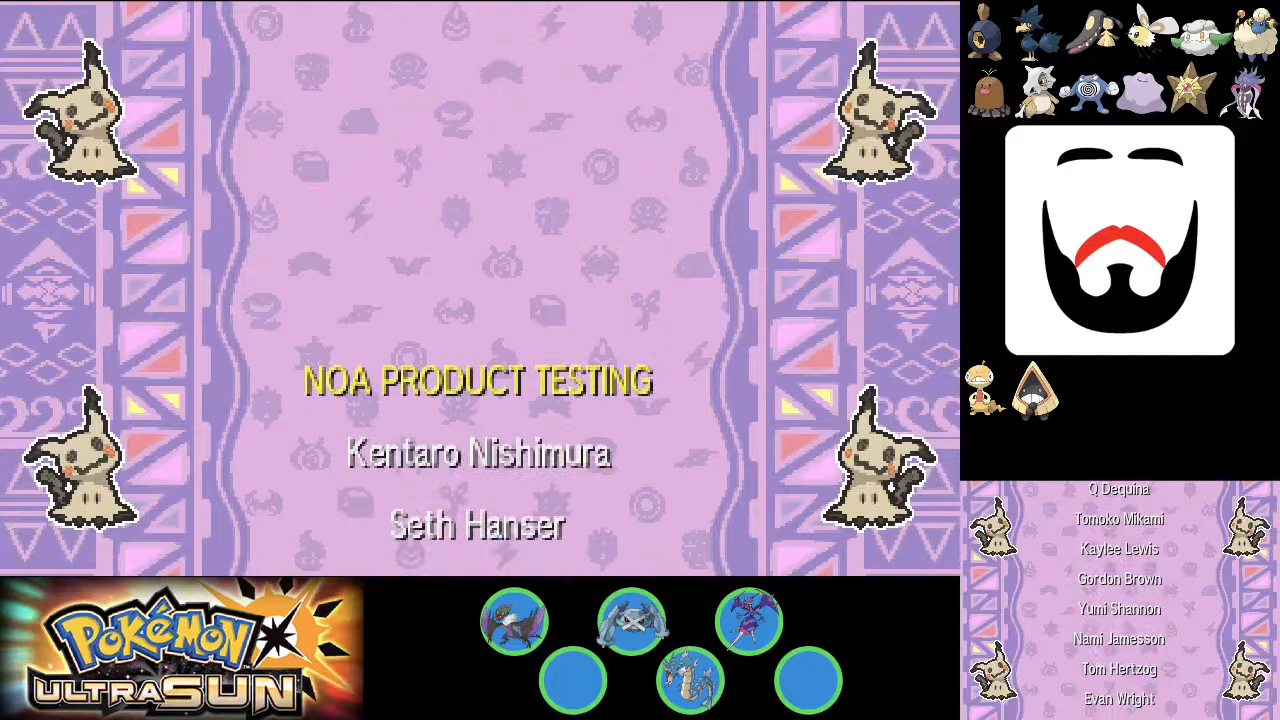 NOA PRODUCT TESTING
Kentaro Nishimura
Seth Hanser
Q Dequina
Tomoko Mikami
Kaylee Lewis
Gordon Brown
Yumi Shannon
Nami Jamesson
Tom Hertzog
Evan Wright
POKéMON
ULTRA SUN